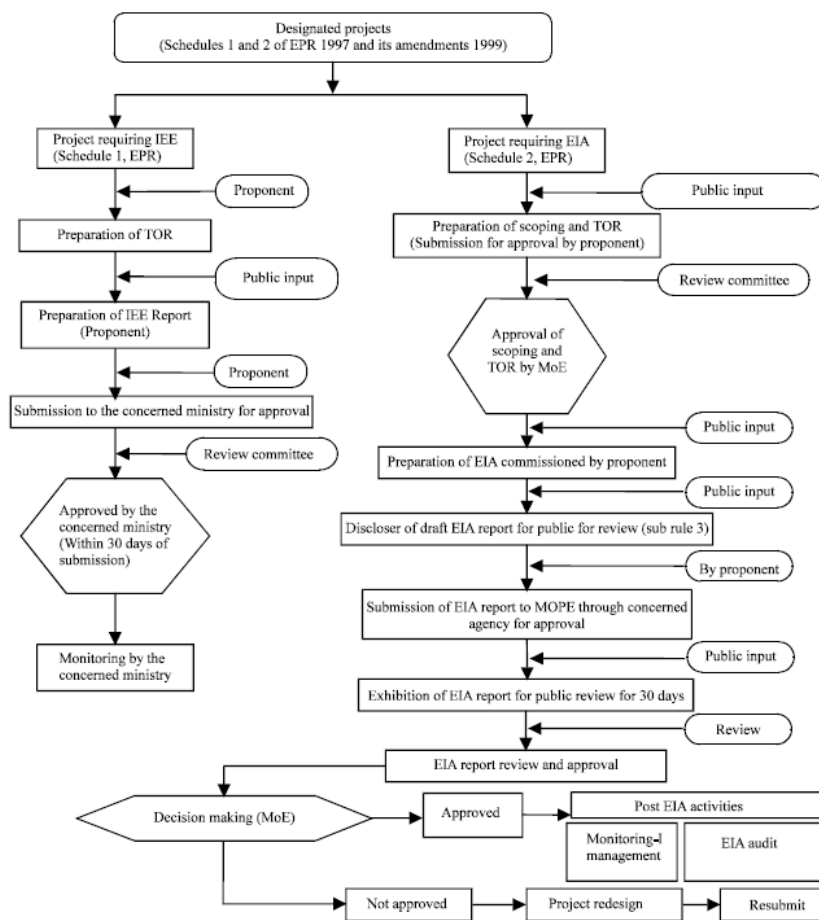 Designated projects
(Schedules 1 and 2 of EPR 1997 and its amendments 1999)
Project requiring IEE
(Schedule 1, EPR)
Proponent
Preparation of TOR
Public input
Preparation of IEE Report
(Proponent)
Proponent
Submission to the concerned ministry for approval
Review committee
Approved by the
concerned ministry
(Within 30 days of
submission)
Monitoring by the
concerned ministry
Project requiring EIA
(Schedule 2, EPR)
Public input
Preparation of scoping and TOR
(Submission for approval by proponent)
Review committee
Approval of
scoping and
TOR by MoE
Public input
Preparation of EIA commissioned by proponent
Public input
Discloser of draft EIA report for public for review (sub rule 3)
By proponent
Submission of EIA report to MOPE through concerned
agency for approval
Public input
Exhibition of EIA report for public review for 30 days
Review
EIA report review and approval
Decision making (MoE)
Approved
Post EIA activities
Monitoring-I
management
EIA audit
Not approved
Project redesign
Resubmit